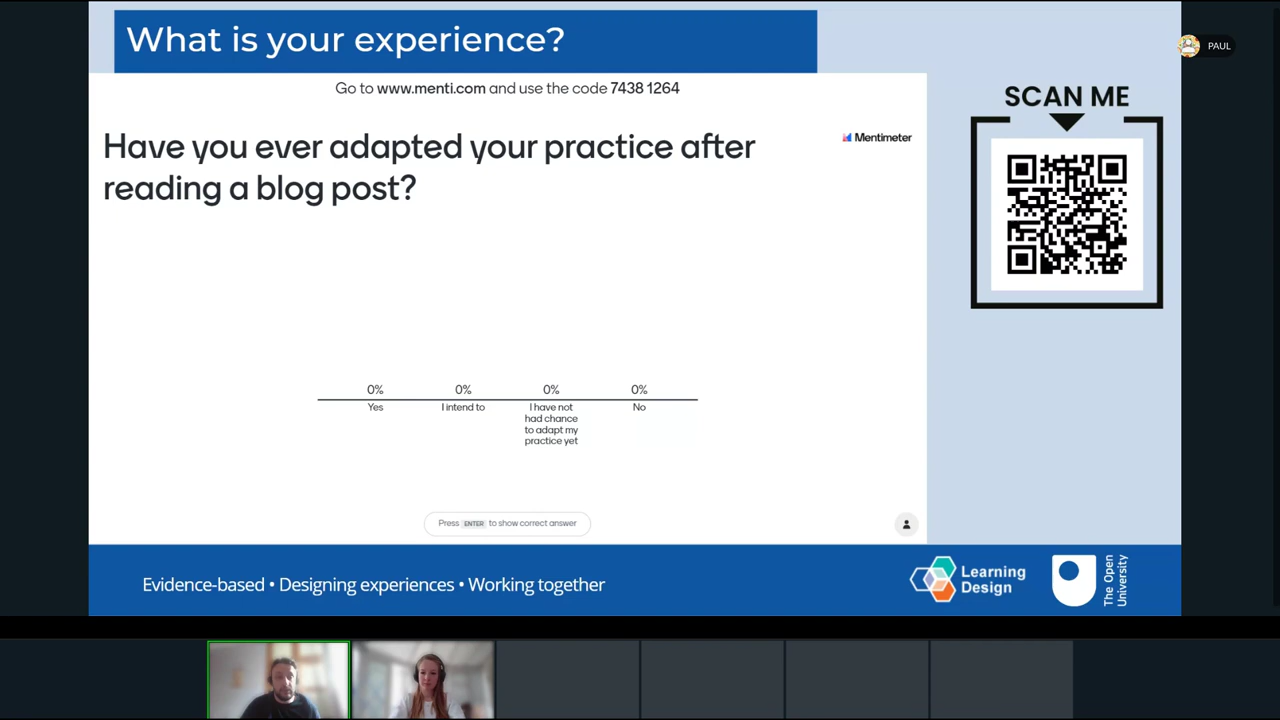 What is your experience?
PAUL
Go to www.menti.com and use the code 7438 1264
SCAN ME
Mentimeter
Have you ever adapted your practice after
reading a blog post?
0% 0% 0% 0%
Yes
I intend to
I have not
had chance
to adapt my
practice yet
No
Press ENTER to show correct answer
Evidence-based • Designing experiences • Working together
Learning
Design
The Open
University